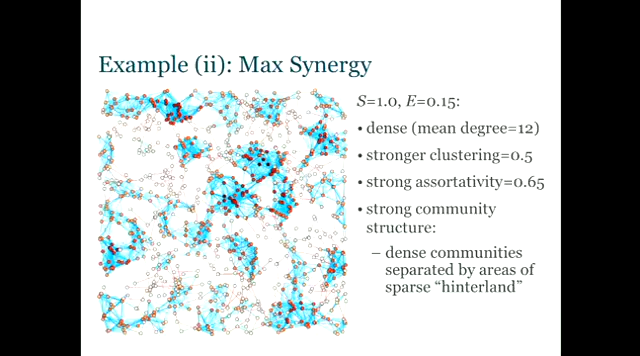 Example (ii): Max Synergy
S=1.0, E=0.15:
• dense (mean degree=12)
• stronger clustering=0.5
• strong assortativity=0.65
• strong community
structure:
– dense communities
separated by areas of
sparse “hinterland”